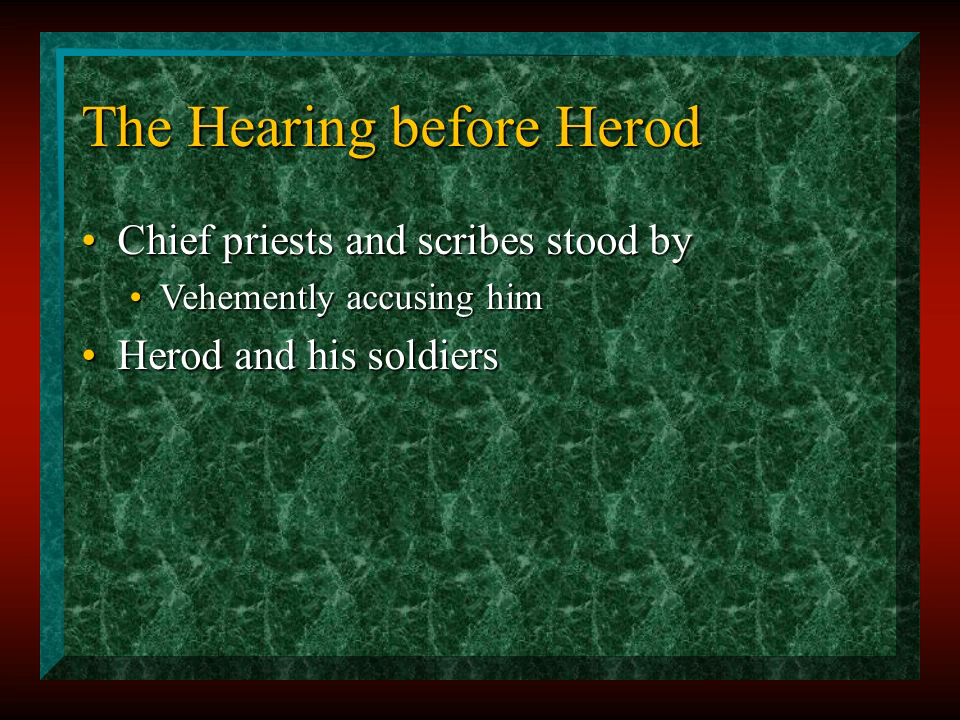 The Hearing before Herod
• Chief priests and scribes stood by
• Vehemently accusing him
• Herod and his soldiers